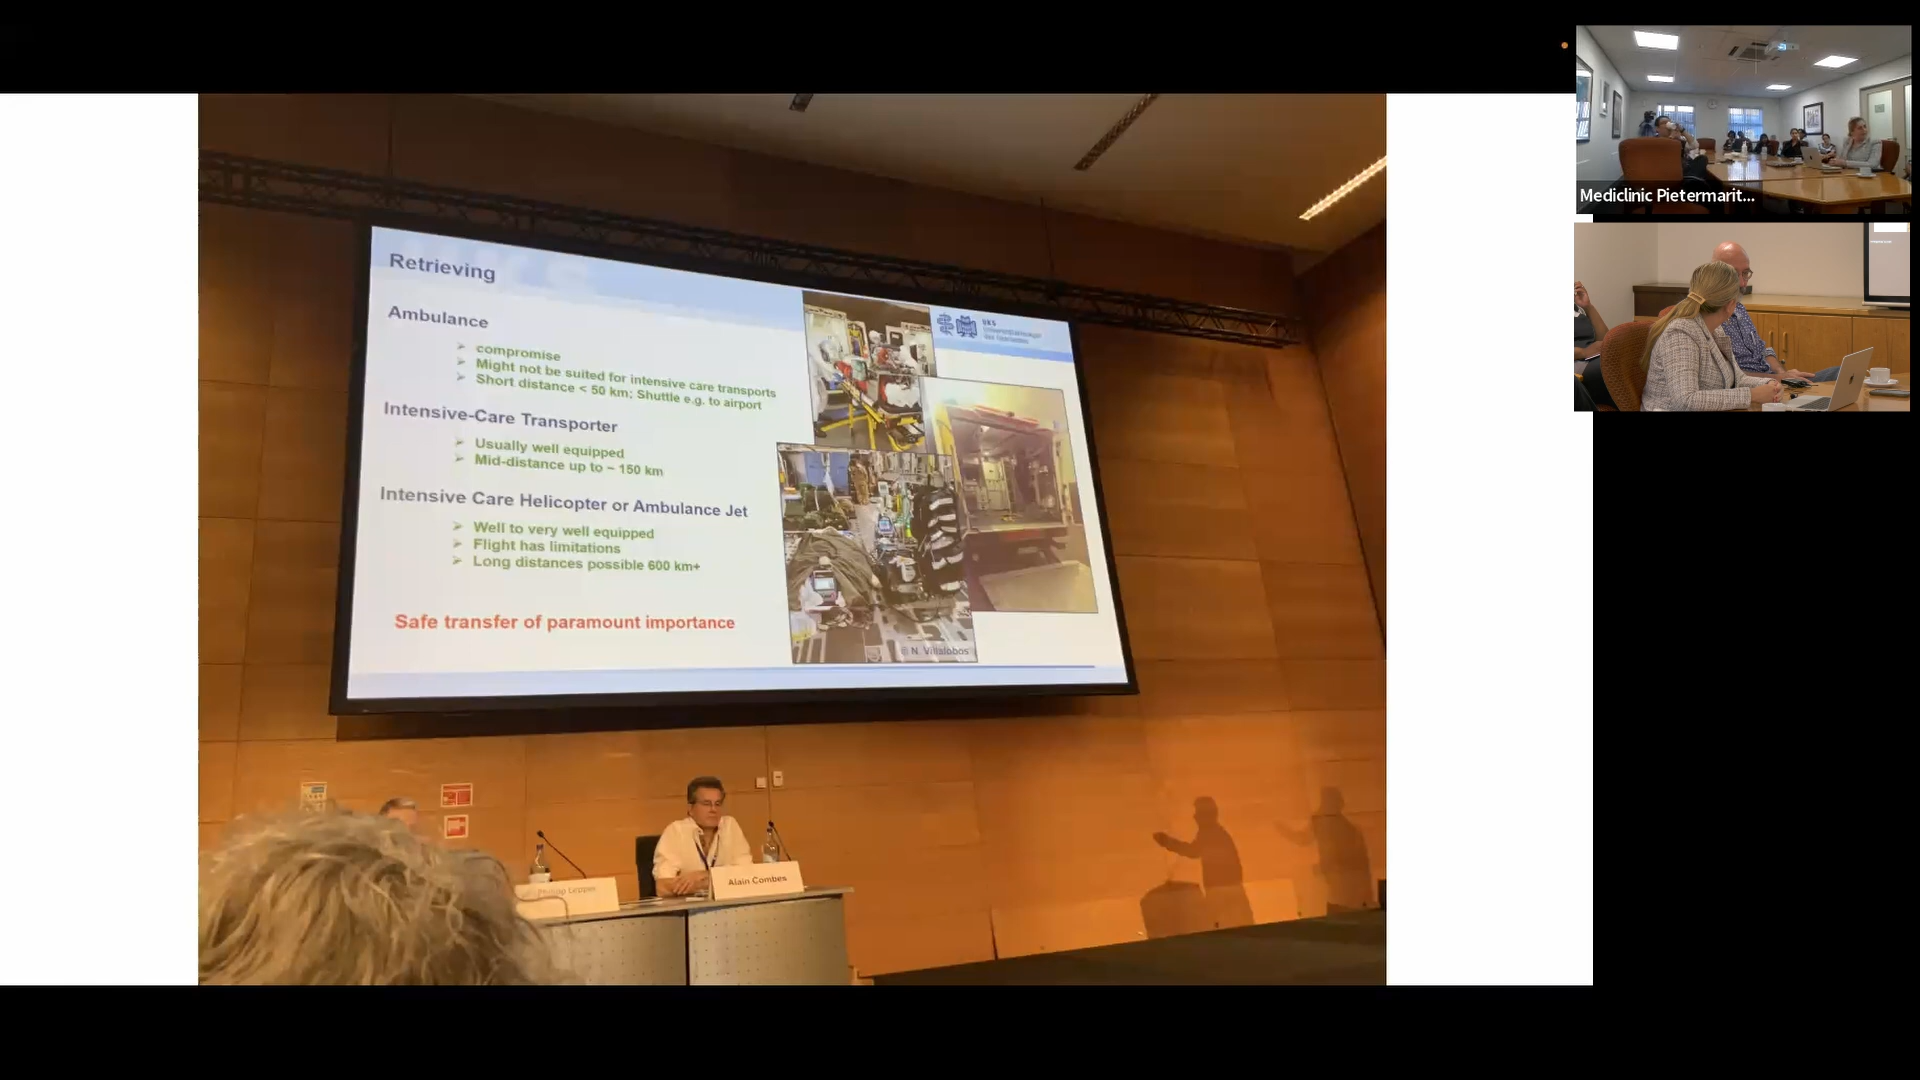 Retrieving
Ambulance
compromise
Might not be suited for intensive care transports
Short distance < 50 km; Shuttle e.g. to airport
Intensive-Care Transporter
Usually well equipped
Mid-distance up to ~ 150 km
Intensive Care Helicopter or Ambulance Jet
Well to very well equipped
Flight has limitations
Long distances possible 600 km+
Safe transfer of paramount importance
UKS
© N. Villalobos
Alain Combes
Mediclinic Pietermarit...